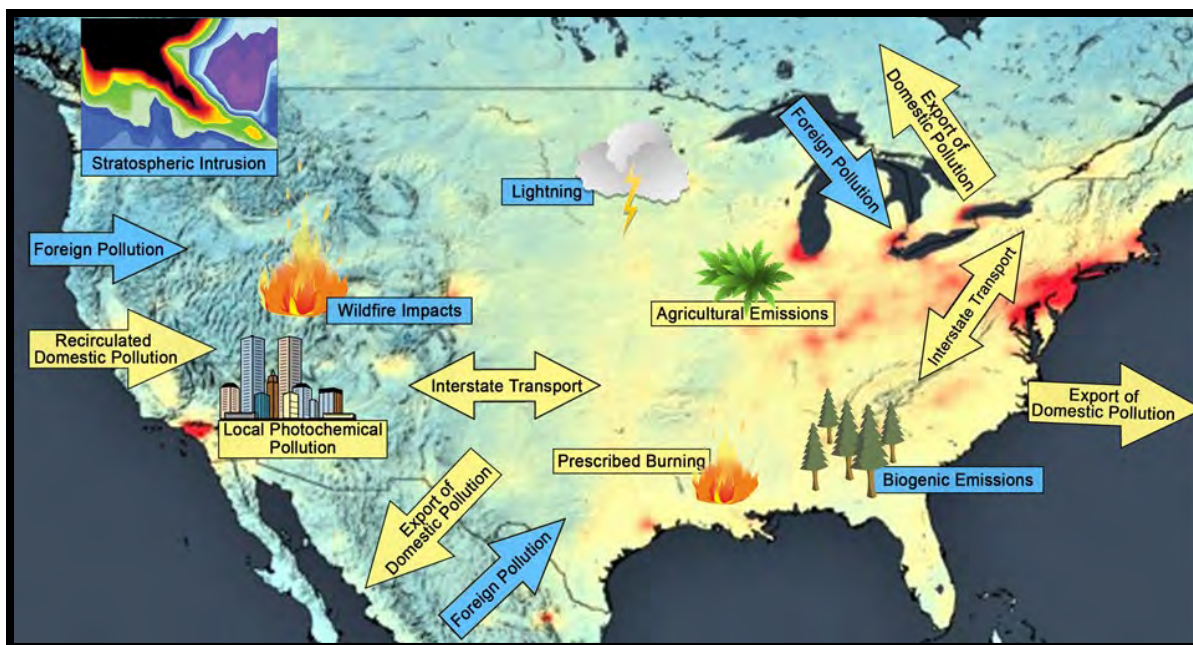 Stratospheric Intrusion
Lightning
Foreign
Pollution
Export of
Domestic Pollution
Foreign Pollution
Wildfire Impacts
Agricultural Emissions
Interstate Transport
Recirculated
Domestic Pollution
Interstate Transport
Local Photochemical
Pollution
Export of
Domestic Pollution
Prescribed Burning
Biogenic Emissions
Export of
Domestic Pollution
Foreign Pollution